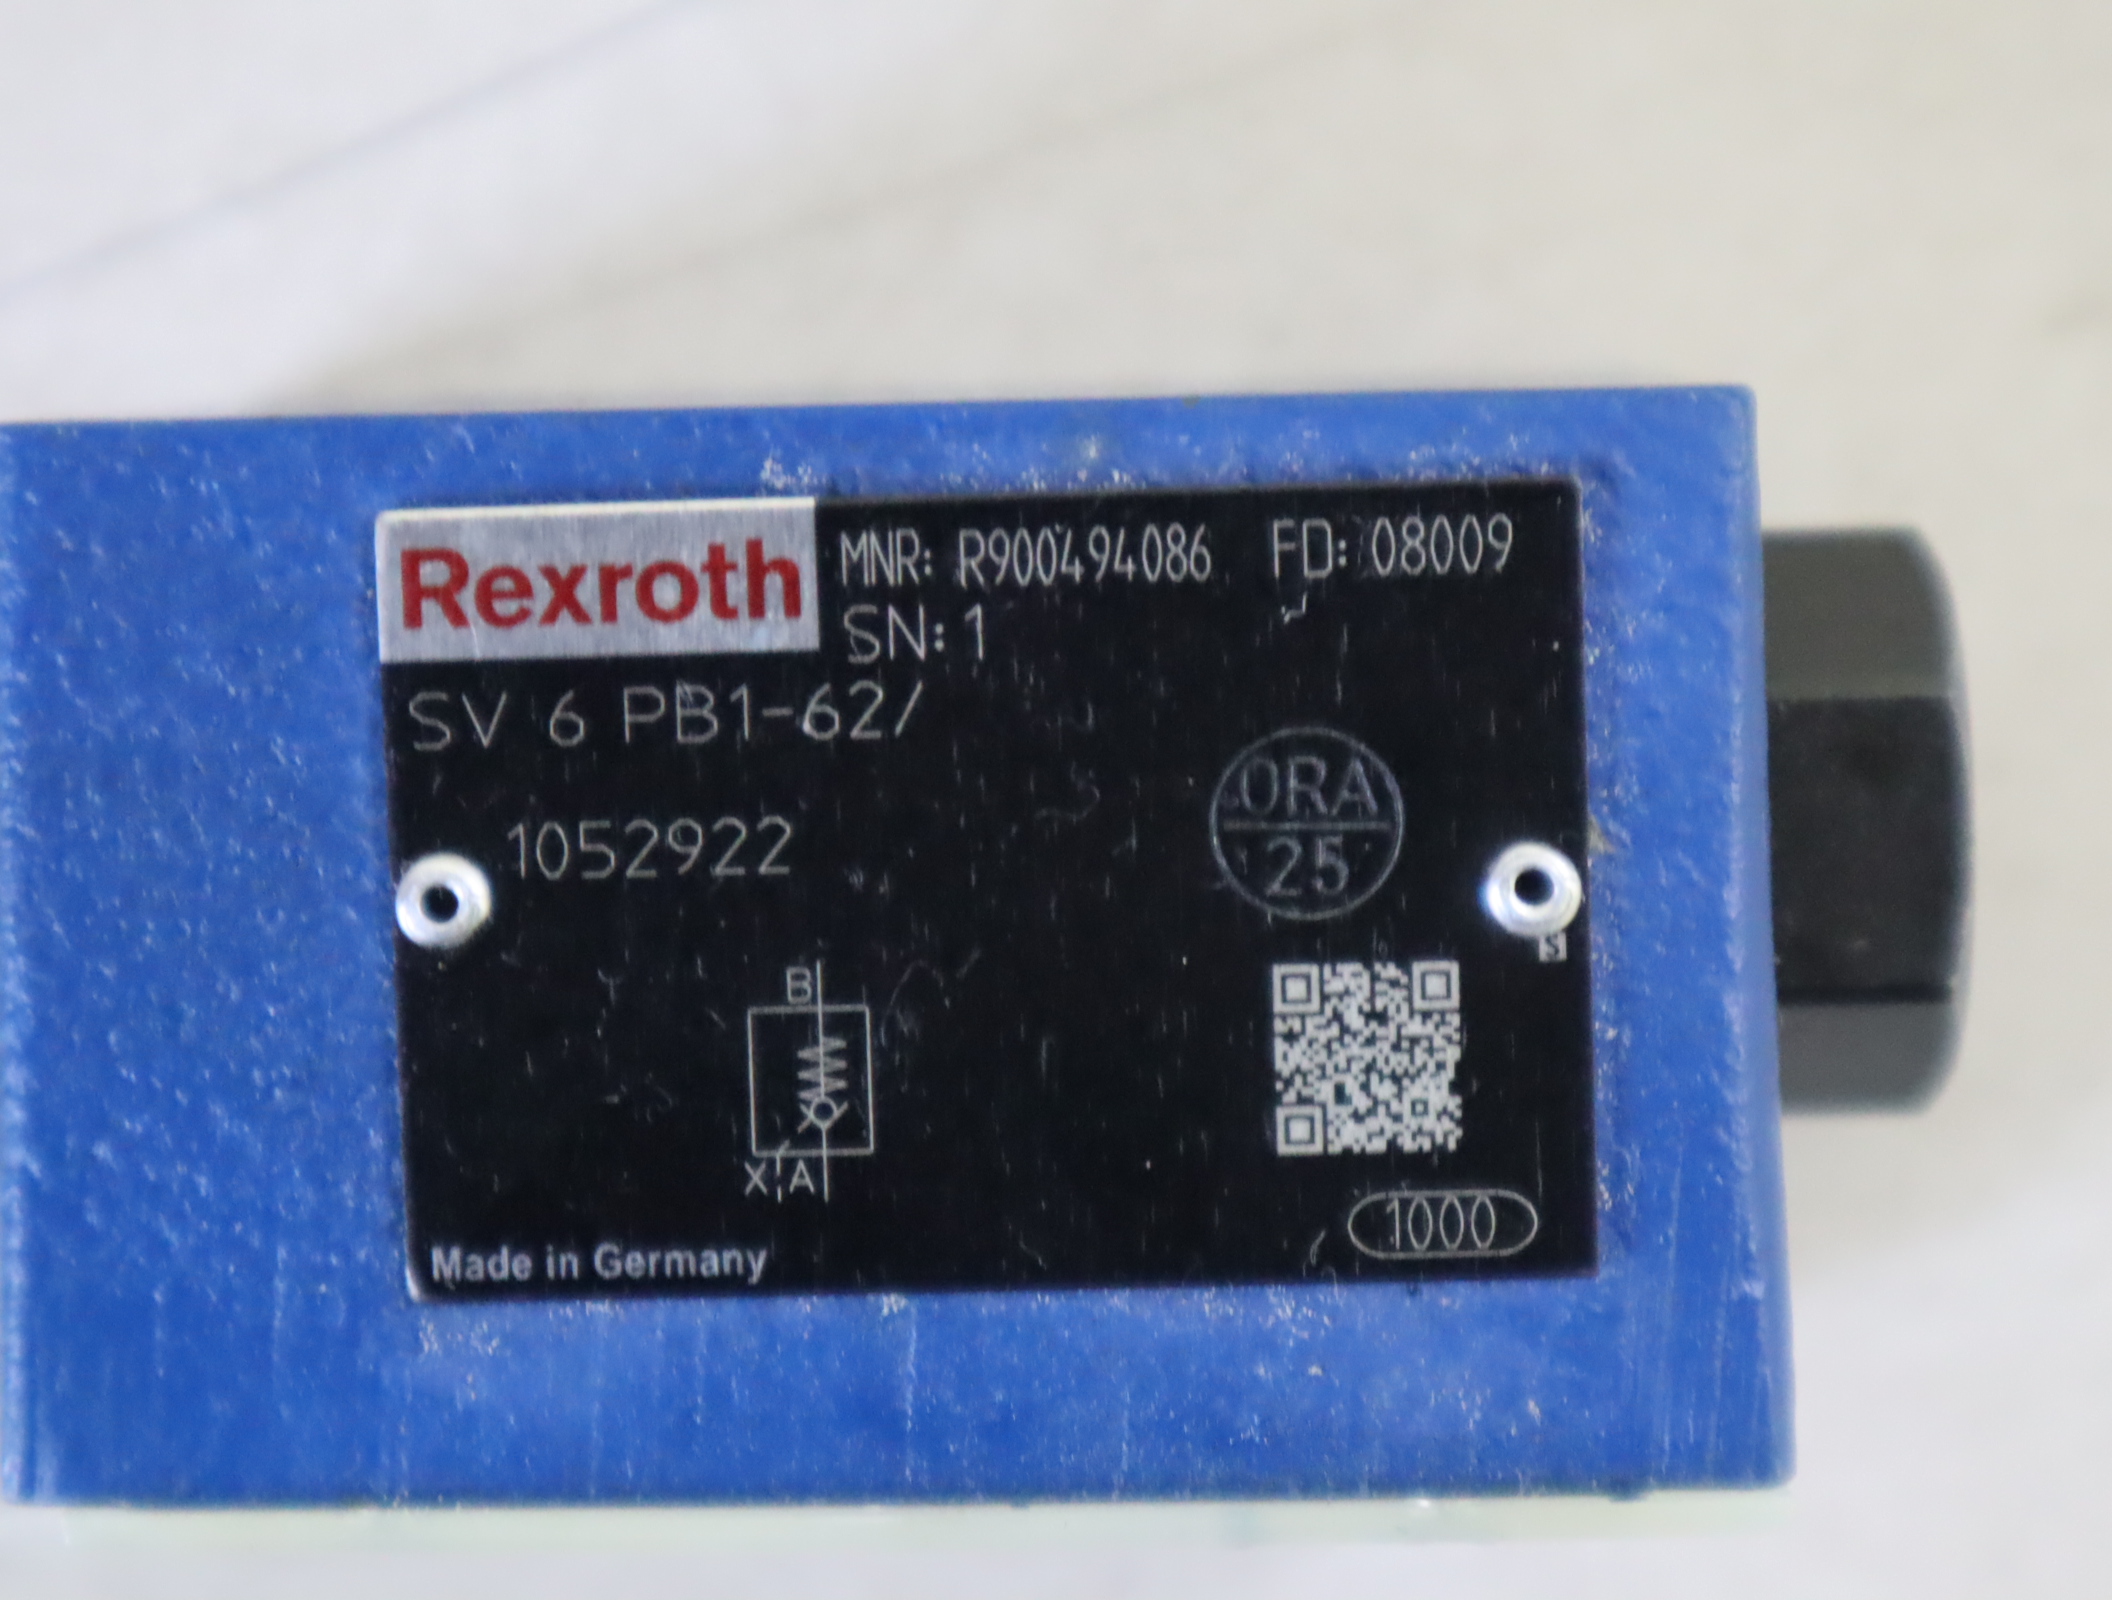 Rexroth
MNR: R900494086 FD: 08009
SN: 1
SV 6 PB1-62/
1052922
ORA
25
S
B
X A
1000
Made in Germany